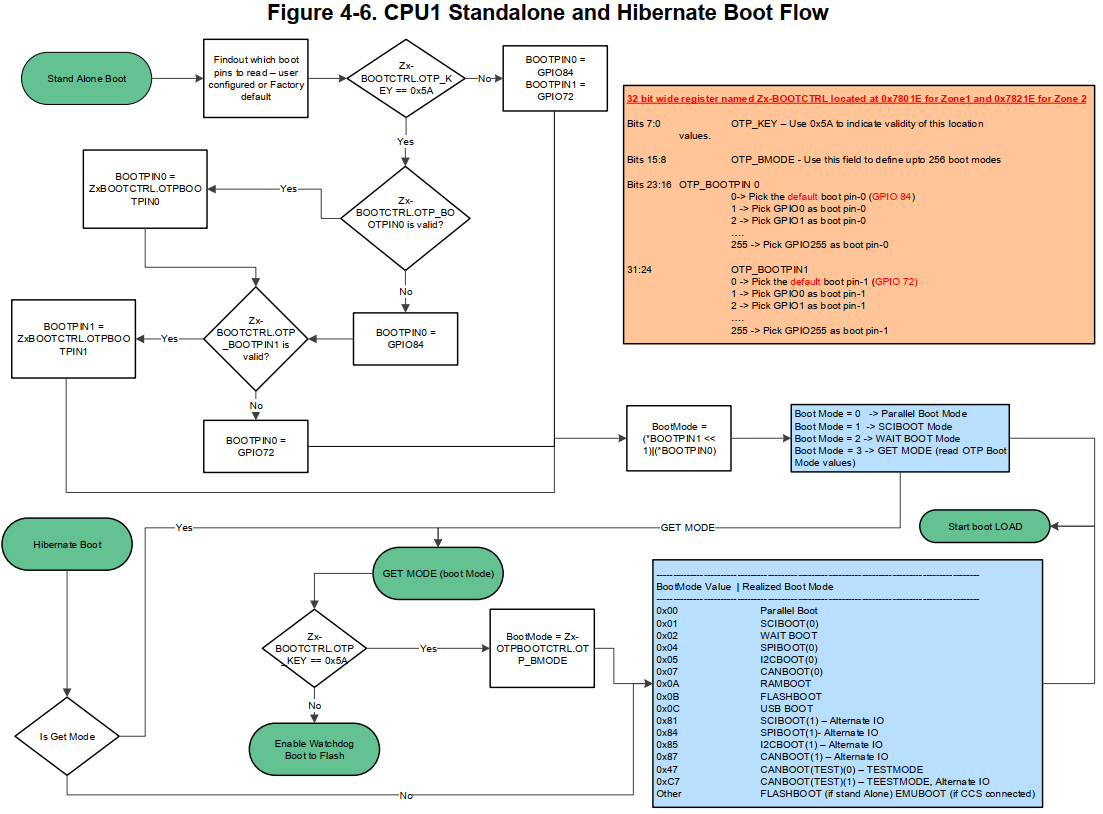 Figure 4-6. CPU1 Standalone and Hibernate Boot Flow
Stand Alone Boot
Findout which boot
pins to read – user
configured or Factory
default
Zx-
BOOTCTRL.OTP_K
EY == 0x5A
No
BOOTPIN0 =
GPIO84
BOOTPIN1 =
GPIO72
Yes
32 bit wide register named Zx-BOOTCTRL located at 0x7801E for Zone1 and 0x7821E for Zone 2
Bits 7:0 OTP_KEY – Use 0x5A to indicate validity of this location
values.
Bits 15:8 OTP_BMODE - Use this field to define upto 256 boot modes
Bits 23:16 OTP_BOOTPIN 0
0-> Pick the default boot pin-0 (GPIO 84)
1 -> Pick GPIO0 as boot pin-0
2 -> Pick GPIO1 as boot pin-0
....
255 -> Pick GPIO255 as boot pin-0
31:24 OTP_BOOTPIN1
0 -> Pick the default boot pin-1 (GPIO 72)
1 -> Pick GPIO0 as boot pin-1
2 -> Pick GPIO1 as boot pin-1
....
255 -> Pick GPIO255 as boot pin-1
BOOTPIN0 =
ZxBOOTCTRL.OTPBOO
TPIN0
Yes
Zx-
BOOTCTRL.OTP_BO
OTPIN0 is valid?
No
BOOTPIN1 =
ZxBOOTCTRL.OTPBOO
TPIN1
Yes
Zx-
BOOTCTRL.OTP
_BOOTPIN1 is
valid?
BOOTPIN0 =
GPIO84
No
BOOTPIN0 =
GPIO72
BootMode =
(*BOOTPIN1 <<
1)|(*BOOTPIN0)
Boot Mode = 0 -> Parallel Boot Mode
Boot Mode = 1 -> SCIBOOT Mode
Boot Mode = 2 -> WAIT BOOT Mode
Boot Mode = 3 -> GET MODE (read OTP Boot
Mode values)
Hibernate Boot
Yes
GET MODE
Start boot LOAD
GET MODE (boot Mode)
Zx-
BOOTCTRL.OTP
_KEY == 0x5A
Yes
BootMode = Zx-
OTPBOOTCTRL.OT
P_BMODE
No
Is Get Mode
Enable Watchdog
Boot to Flash
No
--------------------------------------------------------------------------------
BootMode Value | Realized Boot Mode
--------------------------------------------------------------------------------
0x00 Parallel Boot
0x01 SCIBOOT(0)
0x02 WAIT BOOT
0x04 SPIBOOT(0)
0x05 I2CBOOT(0)
0x07 CANBOOT(0)
0x0A RAMBOOT
0x0B FLASHBOOT
0x0C USB BOOT
0x81 SCIBOOT(1) – Alternate IO
0x84 SPIBOOT(1)- Alternate IO
0x85 I2CBOOT(1) – Alternate IO
0x87 CANBOOT(1) – Alternate IO
0x47 CANBOOT(TEST)(0) – TESTMODE
0xC7 CANBOOT(TEST)(1) – TEESTMODE, Alternate IO
Other FLASHBOOT (if stand Alone) EMUBOOT (if CCS connected)